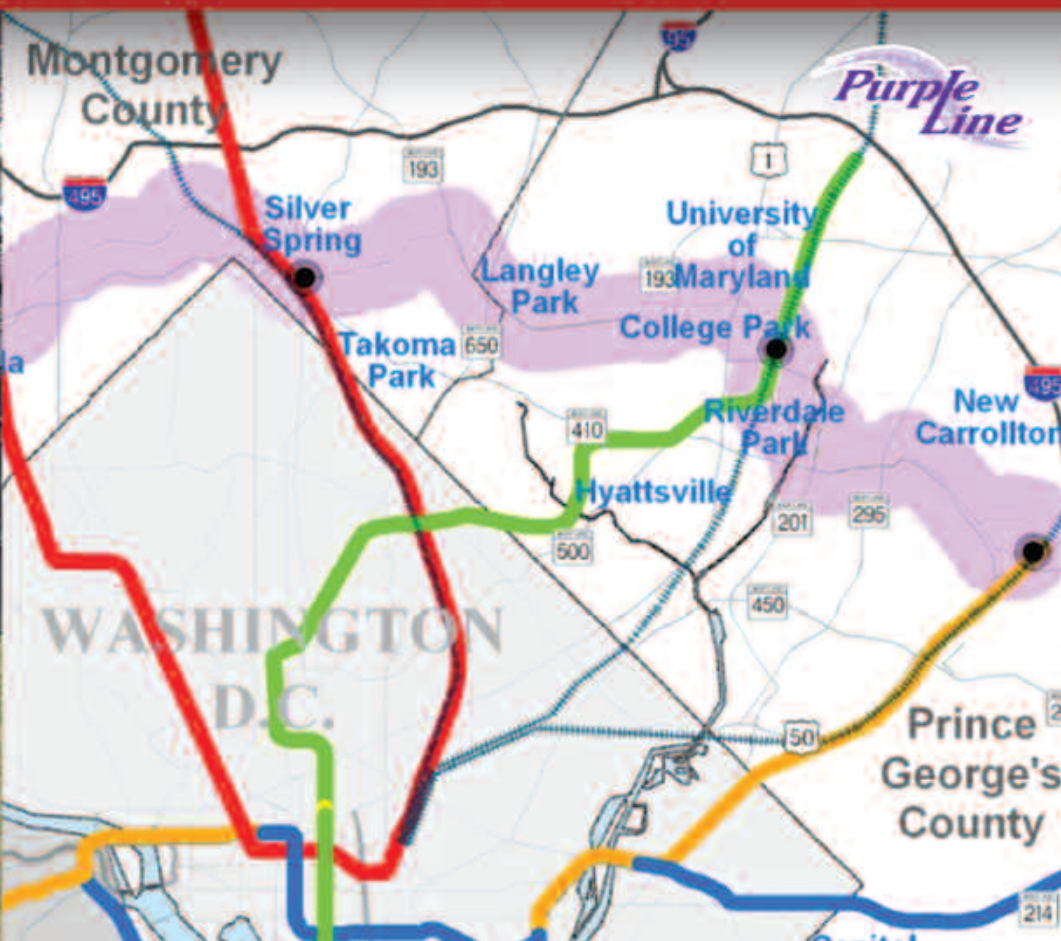 Montgomery
County
95
Purple
Line
193
1
495
Silver
Spring
University
of
Maryland
Langley
Park
193
College Park
Takoma
Park
650
495
New
Carrollton
410
Riverdale
Park
Hyattsville
201
295
500
450
WASHINGTON
D.C.
50
Prince
George's
County
214